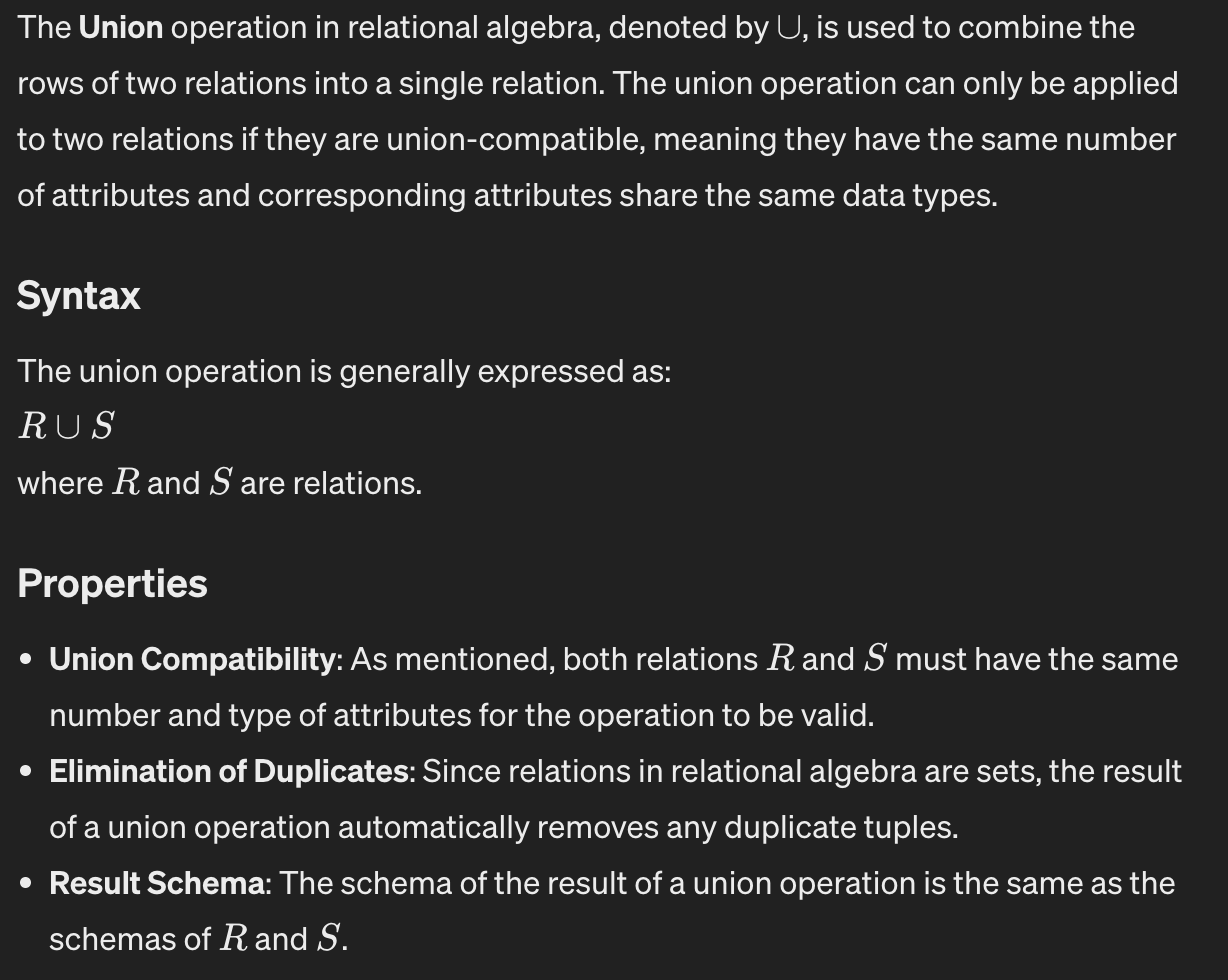 The Union operation in relational algebra, denoted by ∪, is used to combine the
rows of two relations into a single relation. The union operation can only be applied
to two relations if they are union-compatible, meaning they have the same number
of attributes and corresponding attributes share the same data types.
Syntax
The union operation is generally expressed as:
R ∪ S
where R and S are relations.
Properties
• Union Compatibility: As mentioned, both relations R and S must have the same
number and type of attributes for the operation to be valid.
• Elimination of Duplicates: Since relations in relational algebra are sets, the result
of a union operation automatically removes any duplicate tuples.
• Result Schema: The schema of the result of a union operation is the same as the
schemas of R and S.